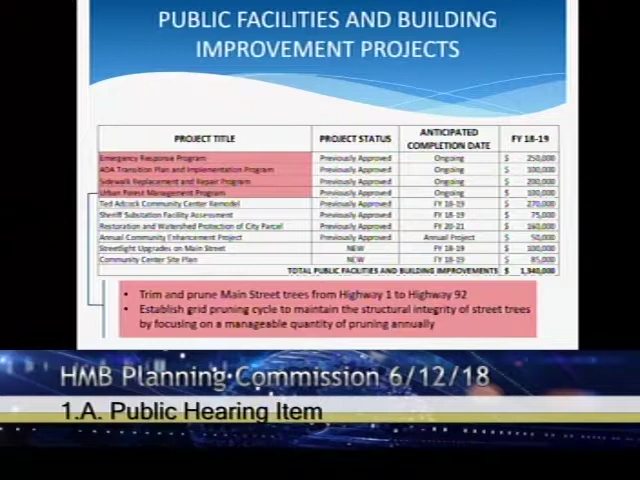 PUBLIC FACILITIES AND BUILDING
IMPROVEMENT PROJECTS
PROJECT TITLE PROJECT STATUS ANTICIPATED COMPLETION DATE FY 18-19
Emergency Response Program Previously Approved Ongoing $ 250,000
ADA Transition Plan and Implementation Program Previously Approved Ongoing $ 100,000
Sidewalk Replacement and Repair Program Previously Approved Ongoing $ 200,000
Urban Forest Management Program Previously Approved Ongoing $ 100,000
Ted Adcock Community Center Remodel Previously Approved FY 18-19 $ 270,000
Sheriff Substation Facility Assessment Previously Approved FY 18-19 $ 75,000
Restoration and Watershed Protection of City Parcel Previously Approved FY 20-21 $ 160,000
Annual Community Enhancement Project Previously Approved Annual Project $ 50,000
Streetlight Upgrades on Main Street NEW FY 18-19 $ 100,000
Community Center Site Plan NEW FY 18-19 $ 85,000
TOTAL PUBLIC FACILITIES AND BUILDING IMPROVEMENTS $ 1,340,000
• Trim and prune Main Street trees from Highway 1 to Highway 92
• Establish grid pruning cycle to maintain the structural integrity of street trees
by focusing on a manageable quantity of pruning annually
HMB Planning Commission 6/12/18
1.A. Public Hearing Item